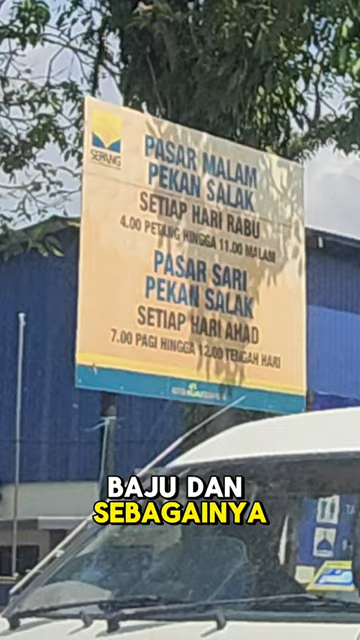 SEPANG
PASAR MALAM
PEKAN SALAK
SETIAP HARI RABU
4.00 PETANG HINGGA 11.00 MALAM
PASAR SARI
PEKAN SALAK
SETIAP HARI AHAD
7.00 PAGI HINGGA 12.00 TENGAH HARI
BAJU DAN
SEBAGAINYA